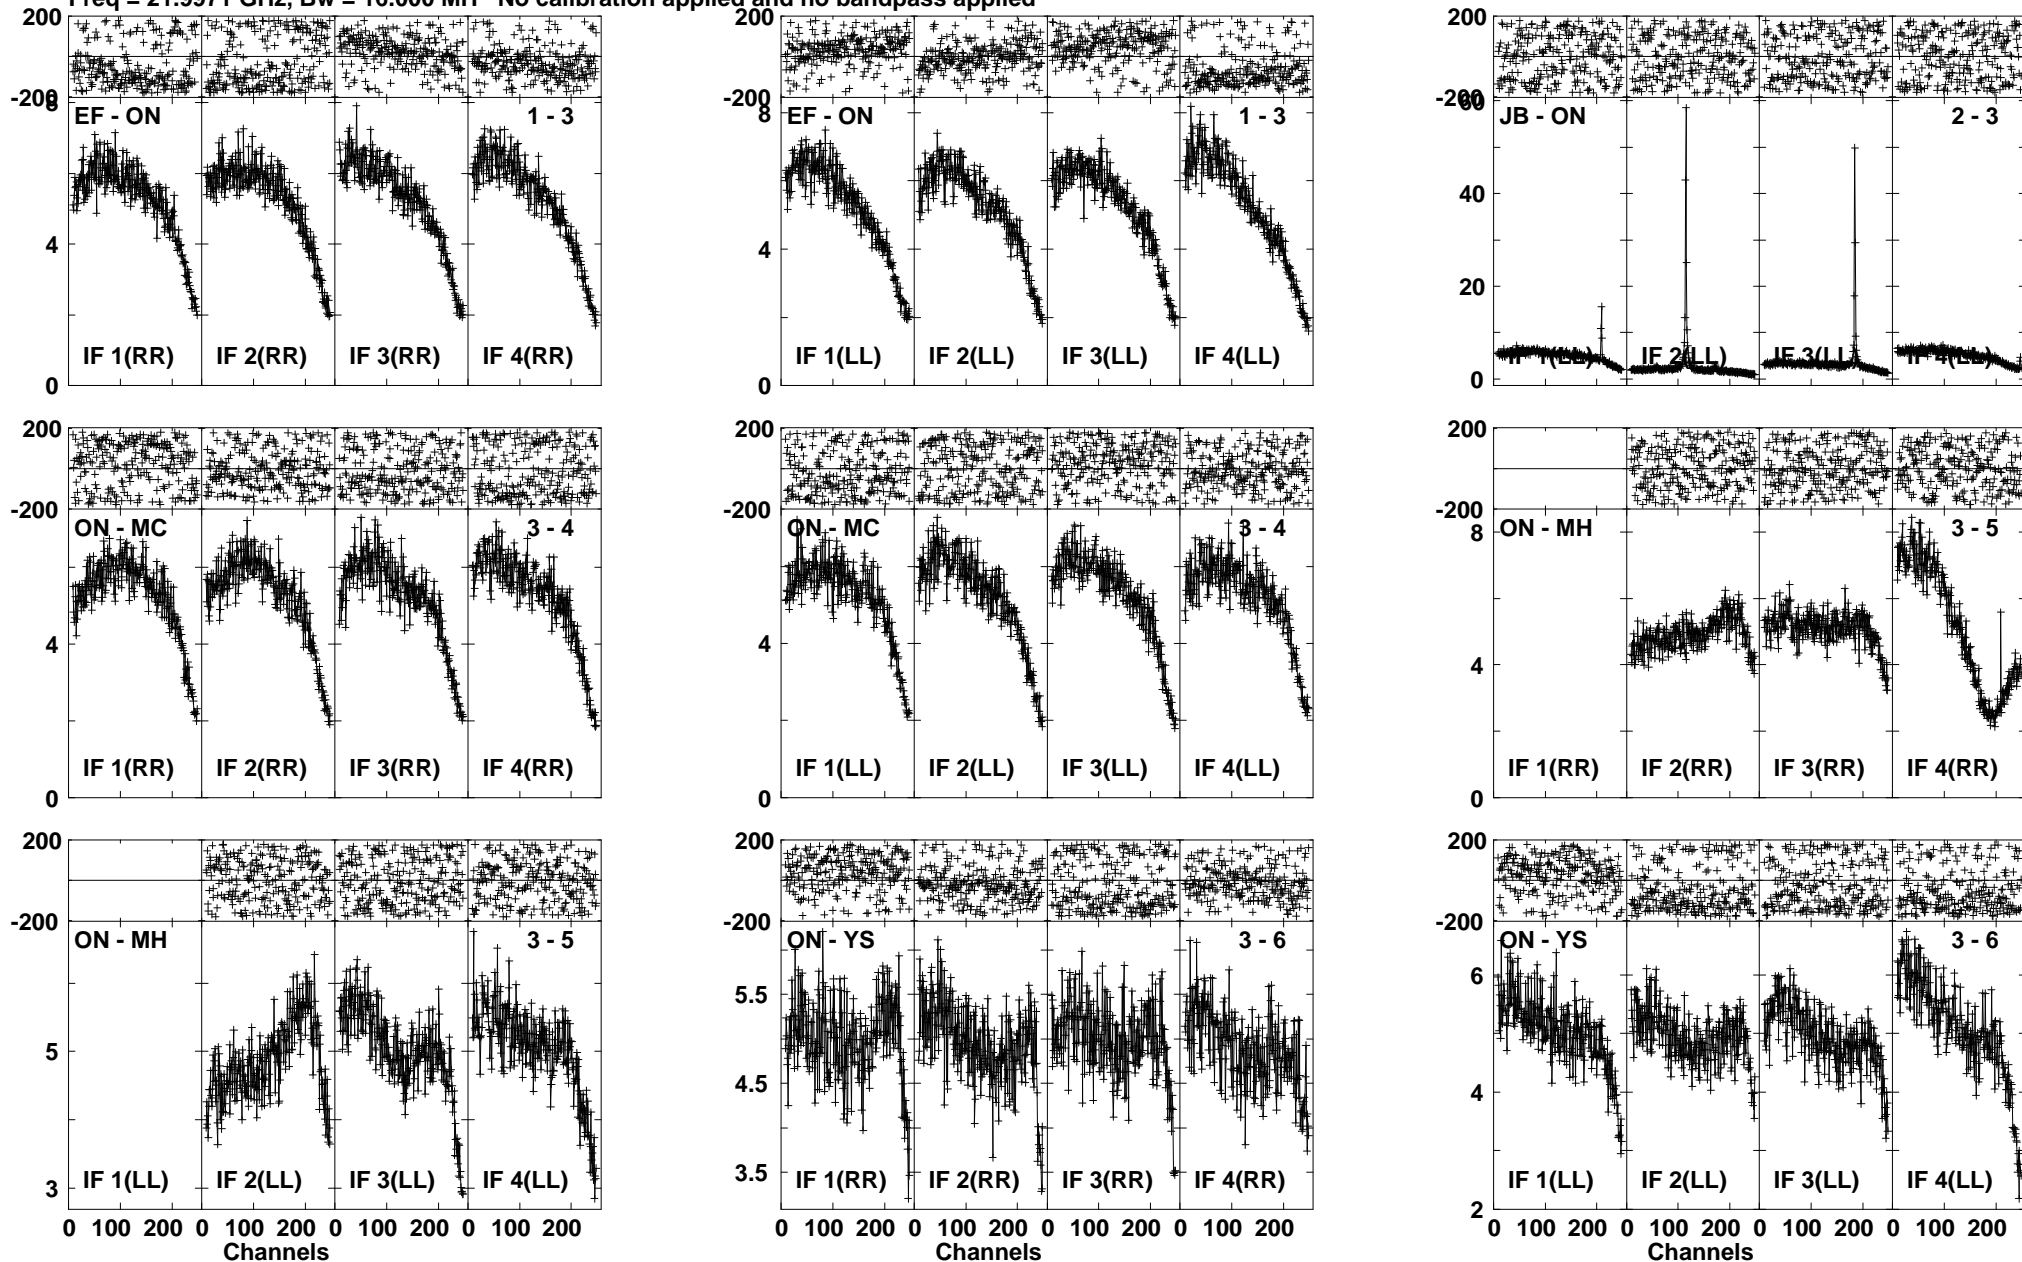 Freq = 21.9971 GHz, Bw = 16.000 MH No calibration applied and no bandpass applied
200
-200
8
4
0
EF - ON
1 - 3
IF 1(RR)
IF 2(RR)
IF 3(RR)
IF 4(RR)
200
-200
8
4
0
EF - ON
1 - 3
IF 1(LL)
IF 2(LL)
IF 3(LL)
IF 4(LL)
200
-200
60
40
20
0
JB - ON
2 - 3
IF 1(LL)
IF 2(LL)
IF 3(LL)
IF 4(LL)
200
-200
4
0
ON - MC
3 - 4
IF 1(RR)
IF 2(RR)
IF 3(RR)
IF 4(RR)
200
-200
4
0
ON - MC
3 - 4
IF 1(LL)
IF 2(LL)
IF 3(LL)
IF 4(LL)
200
-200
8
4
0
ON - MH
3 - 5
IF 1(RR)
IF 2(RR)
IF 3(RR)
IF 4(RR)
200
-200
5
3
ON - MH
3 - 5
IF 1(LL)
IF 2(LL)
IF 3(LL)
IF 4(LL)
0 200 0 200 0 200 0 200
Channels
200
-200
5.5
4.5
3.5
ON - YS
3 - 6
IF 1(RR)
IF 2(RR)
IF 3(RR)
IF 4(RR)
0 200 0 200 0 200 0 200
Channels
200
-200
6
4
2
ON - YS
3 - 6
IF 1(LL)
IF 2(LL)
IF 3(LL)
IF 4(LL)
0 200 0 200 0 200 0 200
Channels